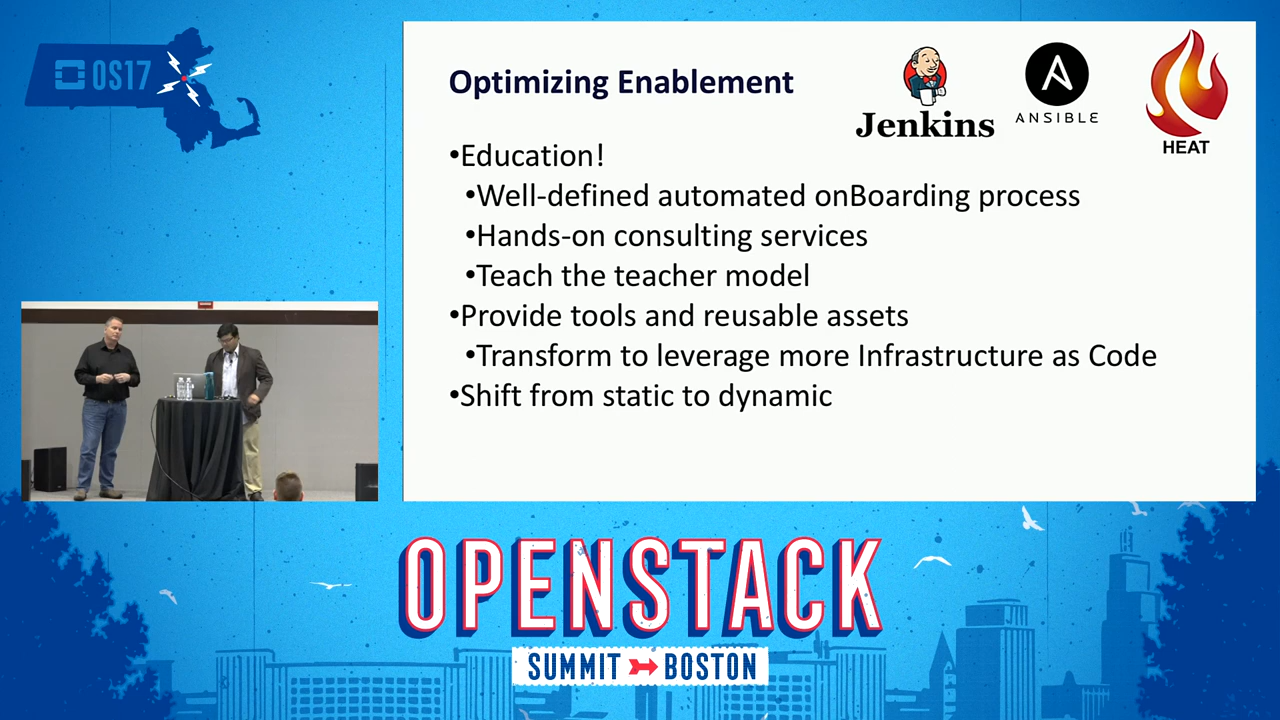 OS17
Optimizing Enablement
Jenkins
ANSIBLE
HEAT
•Education!
•Well-defined automated onBoarding process
•Hands-on consulting services
•Teach the teacher model
•Provide tools and reusable assets
•Transform to leverage more Infrastructure as Code
•Shift from static to dynamic
OPENSTACK
SUMMIT BOSTON